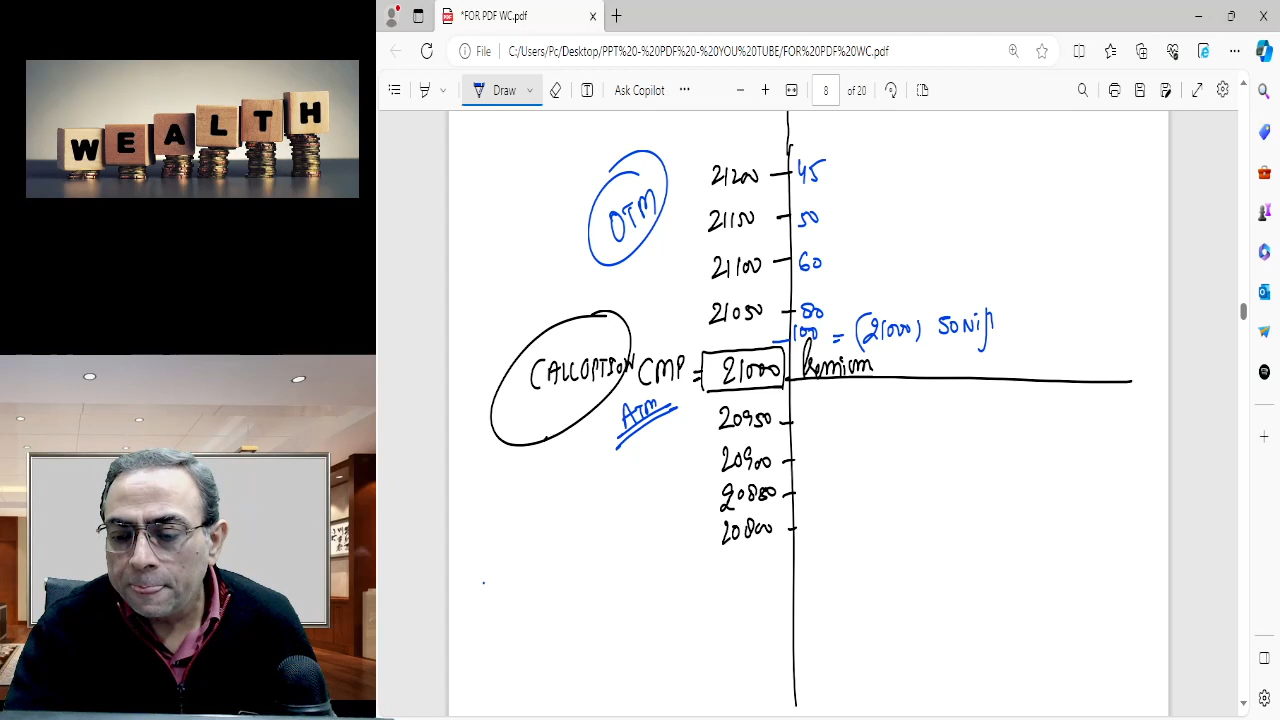 WEALTH
*FOR PDF WC.pdf
File C:/Users/Pc/Desktop/PPT%20-%20PDF%20-%20YOU TUBE/FOR%20PDF%20WC.pdf
Draw Ask Copilot 8 of 20
21200 45
OTM
21150 50
21100 60
21050 80
100 = (21000) 50 Nifty
CALL OPTION CMP = 21000 Premium
ATM
20950
20900
20850
20800